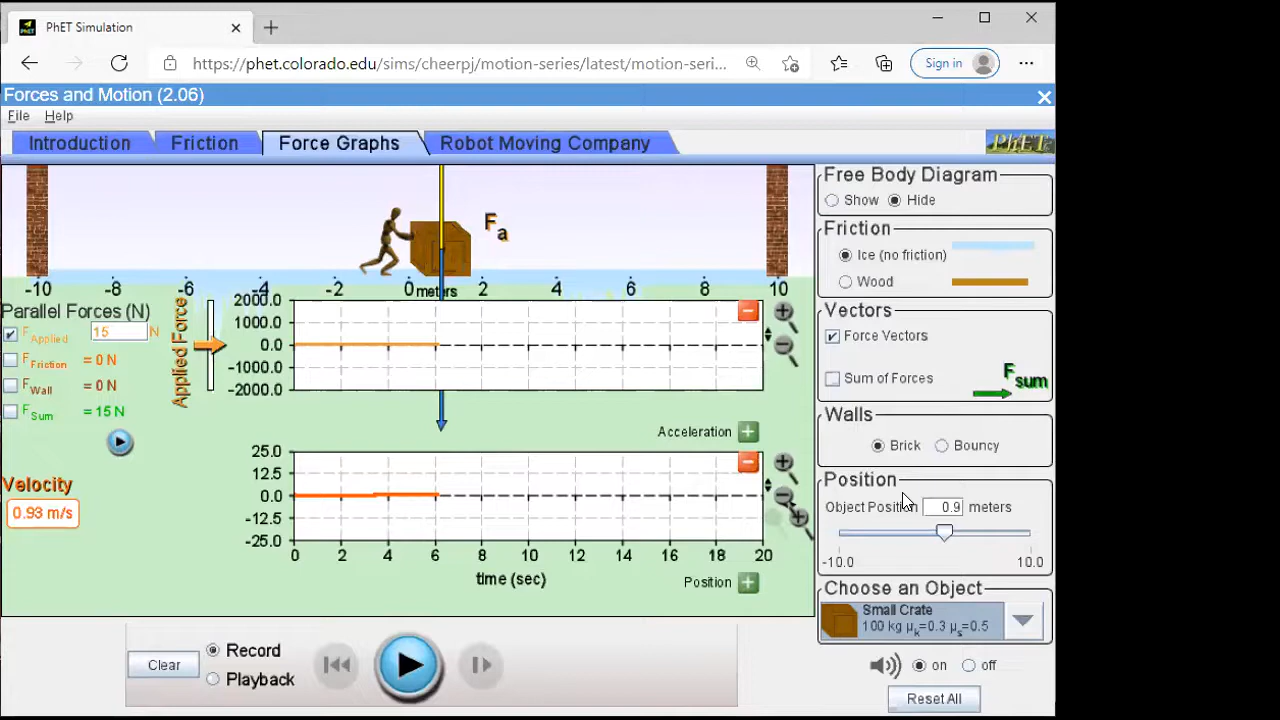 PhET Simulation
https://phet.colorado.edu/sims/cheerpj/motion-series/latest/motion-seri...
Sign in
Forces and Motion (2.06)
File Help
Introduction Friction Force Graphs Robot Moving Company
PhET
Fa
-10 -8 -6 -4 -2 0 meters 2 4 6 8 10
Parallel Forces (N)
F Applied 15 N
F Friction = 0 N
F Wall = 0 N
F Sum = 15 N
Velocity
0.93 m/s
Applied Force
2000.0
1000.0
0.0
-1000.0
-2000.0
Acceleration
25.0
12.5
0.0
-12.5
-25.0
0 2 4 6 8 10 12 14 16 18 20
time (sec)
Position
Free Body Diagram
Show Hide
Friction
Ice (no friction)
Wood
Vectors
Force Vectors
Sum of Forces
F sum
Walls
Brick Bouncy
Position
Object Position 0.9 meters
-10.0 10.0
Choose an Object
Small Crate
100 kg μk=0.3 μs=0.5
on off
Reset All
Clear
Record
Playback